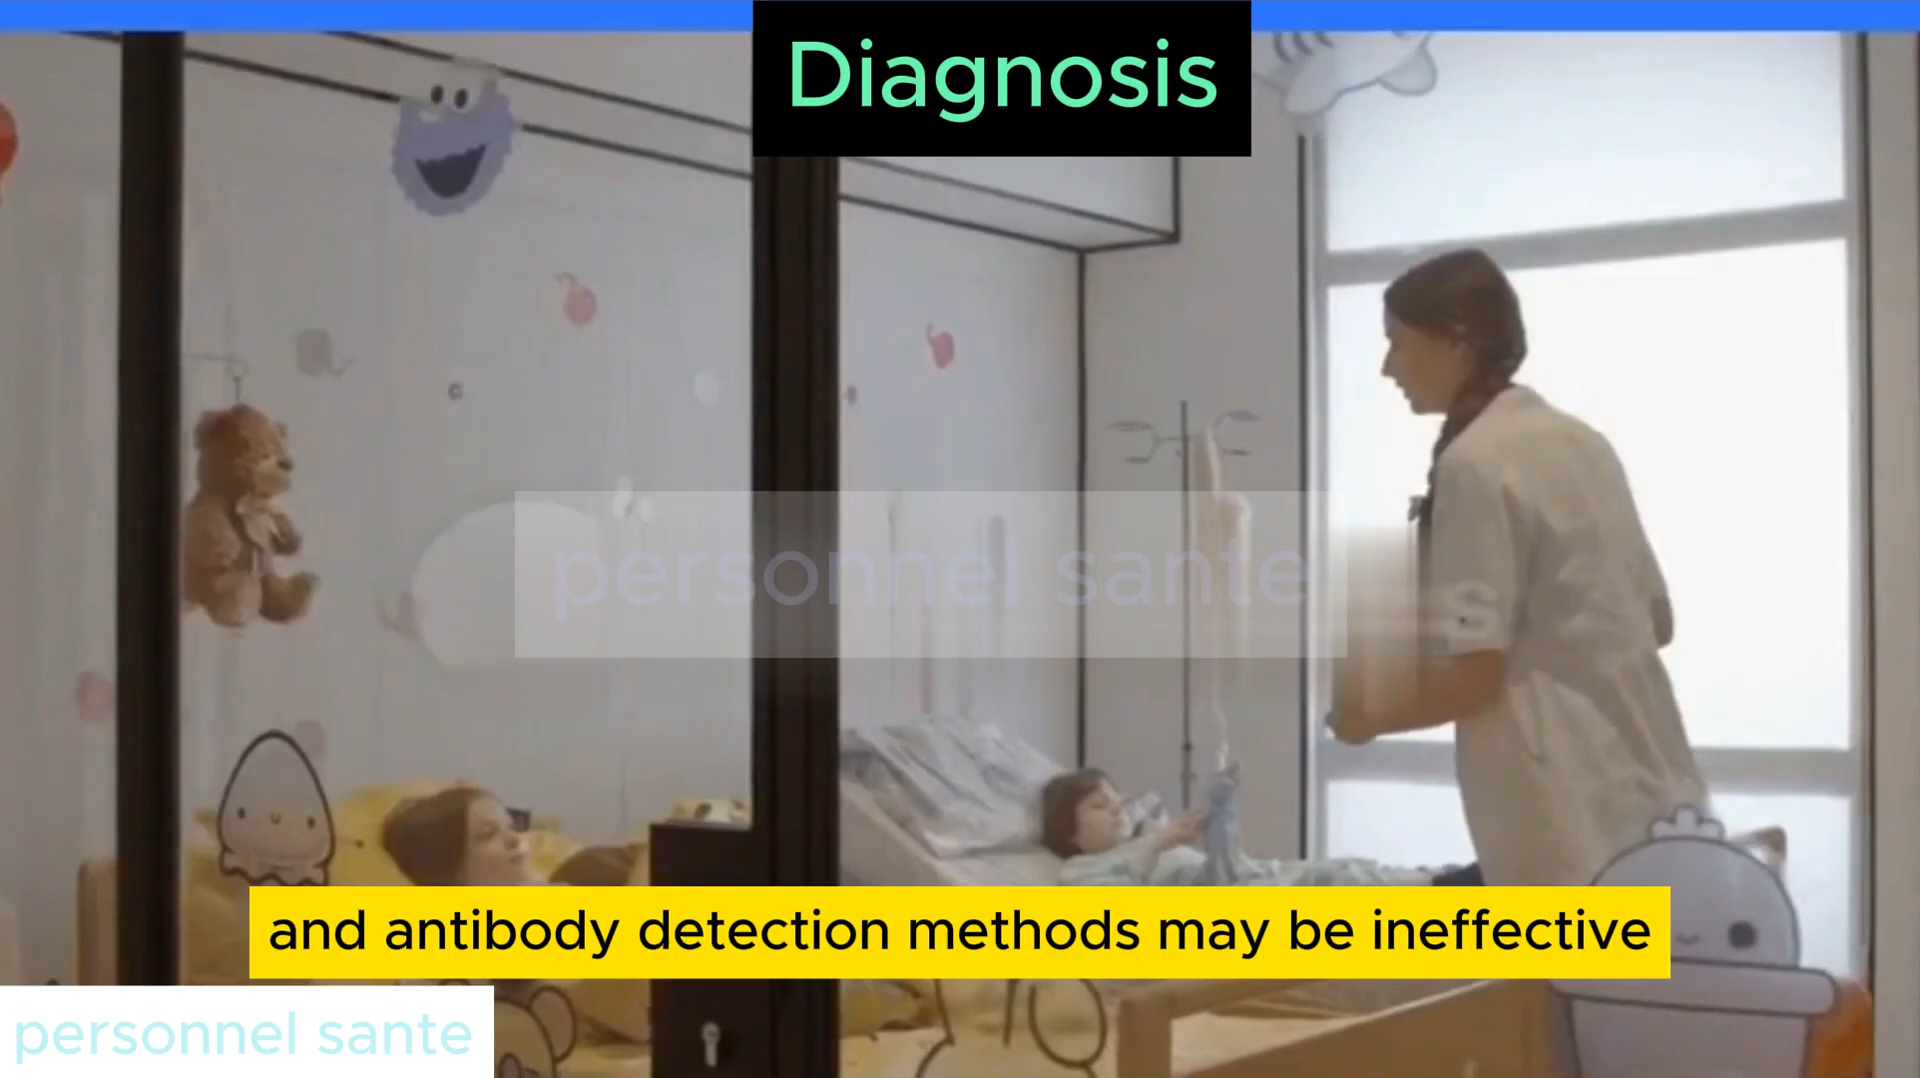 Diagnosis
personnel sante
and antibody detection methods may be ineffective
personnel sante